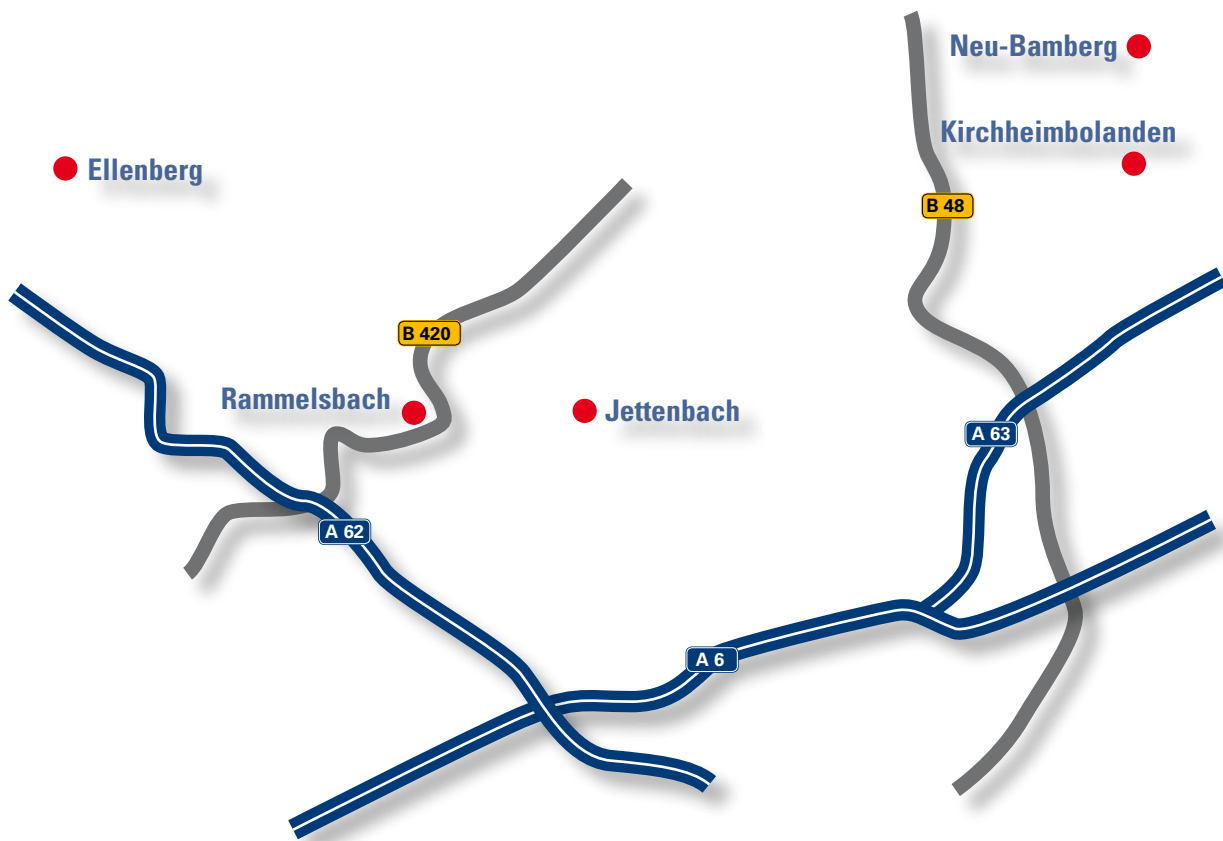 Neu-Bamberg
Kirchheimbolanden
Ellenberg
B 48
B 420
Rammelsbach
Jettenbach
A 63
A 62
A 6